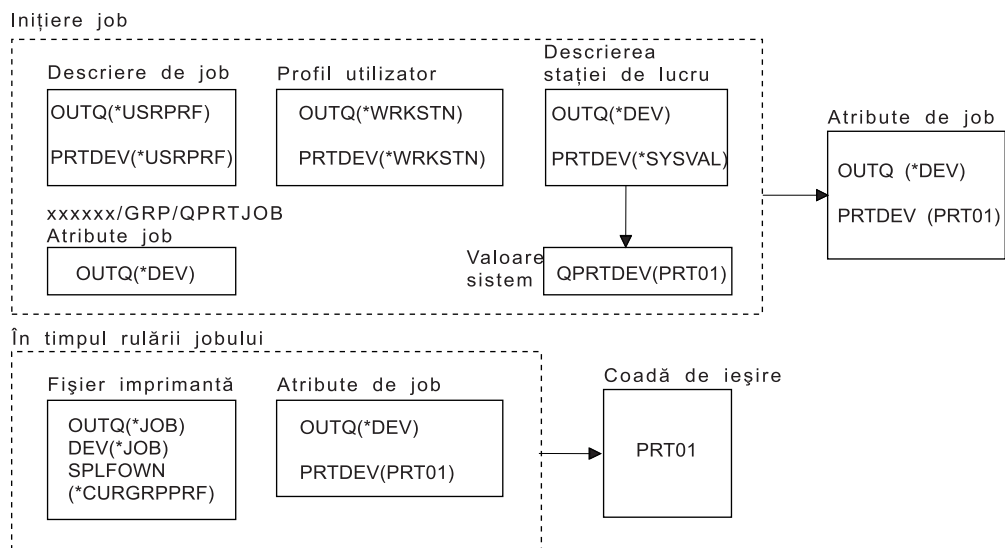 Inițiere job
Descriere de job
OUTQ(*USRPRF)
PRTDEV(*USRPRF)
Profil utilizator
OUTQ(*WRKSTN)
PRTDEV(*WRKSTN)
Descrierea
stației de lucru
OUTQ(*DEV)
PRTDEV(*SYSVAL)
Atribute de job
OUTQ (*DEV)
PRTDEV (PRT01)
xxxxxx/GRP/QPRTJOB
Atribute job
OUTQ(*DEV)
Valoare
sistem
QPRTDEV(PRT01)
În timpul rulării jobului
Fişier imprimantă
OUTQ(*JOB)
DEV(*JOB)
SPLFOWN
(*CURGRPPRF)
Atribute de job
OUTQ(*DEV)
PRTDEV(PRT01)
Coadă de ieşire
PRT01